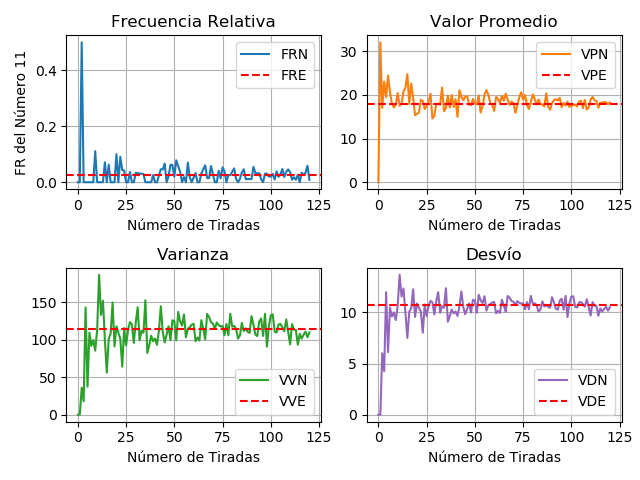 Frecuencia Relativa
FR del Número 11
0.4
0.2
0.0
FRN
FRE
0 25 50 75 100 125
Número de Tiradas
Valor Promedio
30
20
10
0
VPN
VPE
0 25 50 75 100 125
Número de Tiradas
Varianza
150
100
50
0
VVN
VVE
0 25 50 75 100 125
Número de Tiradas
Desvío
10
5
0
VDN
VDE
0 25 50 75 100 125
Número de Tiradas